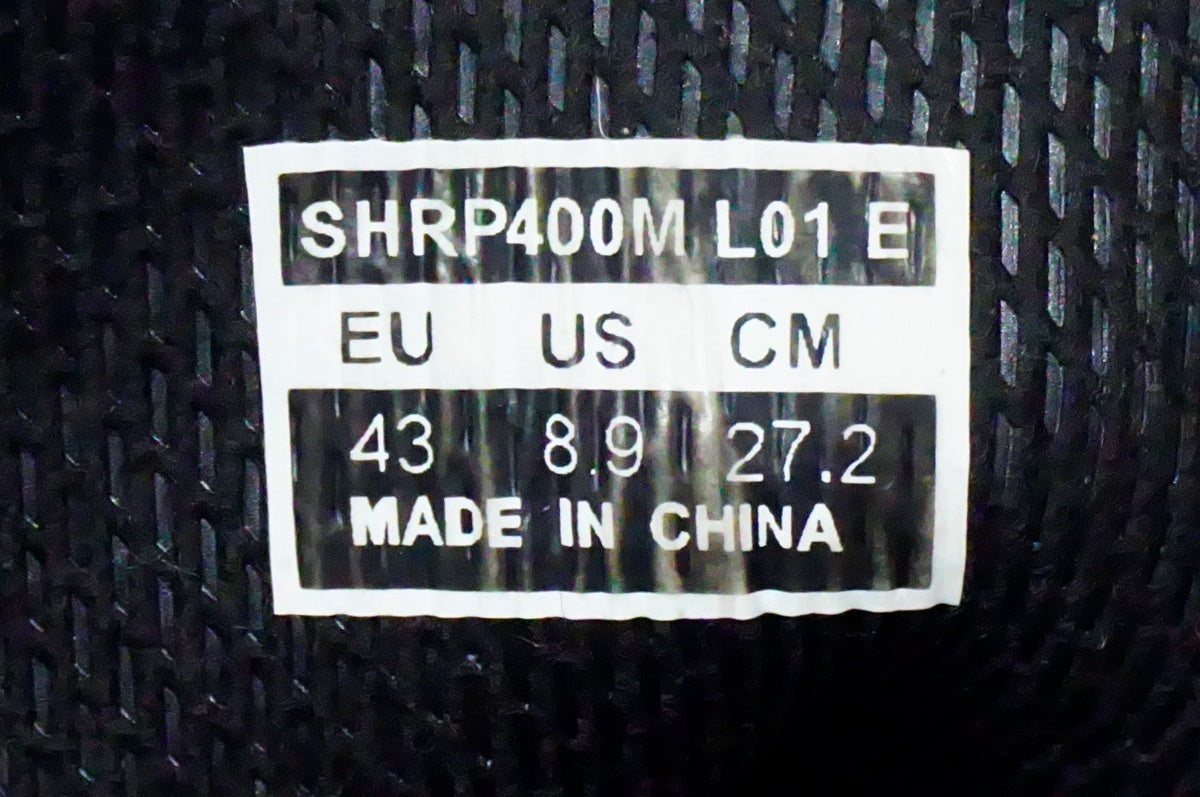 SHRP400M L01 E
EU US CM
43 8.9 27.2
MADE IN CHINA